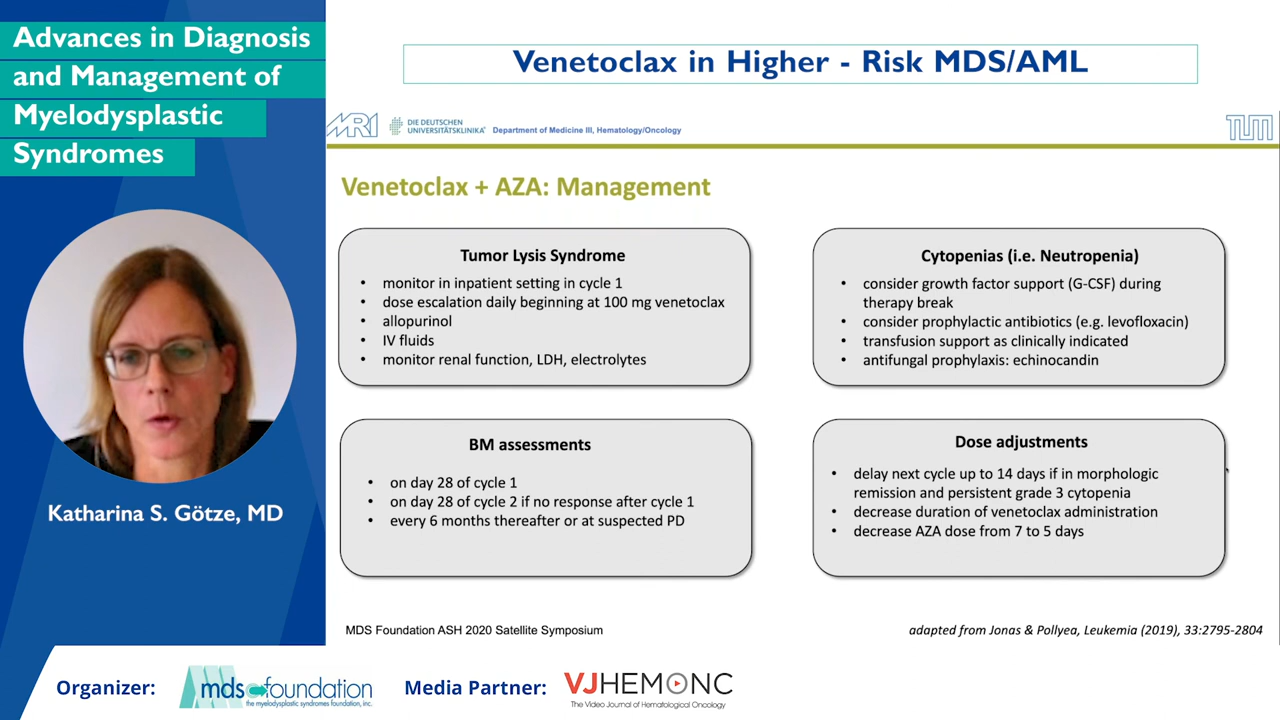 Advances in Diagnosis
and Management of
Myelodysplastic
Syndromes
Katharina S. Götze, MD
Venetoclax in Higher - Risk MDS/AML
MRI
DIE DEUTSCHEN
UNIVERSITÄTSKLINIKA®
Department of Medicine III, Hematology/Oncology
TUM
Venetoclax + AZA: Management
Tumor Lysis Syndrome
• monitor in inpatient setting in cycle 1
• dose escalation daily beginning at 100 mg venetoclax
• allopurinol
• IV fluids
• monitor renal function, LDH, electrolytes
Cytopenias (i.e. Neutropenia)
• consider growth factor support (G-CSF) during
therapy break
• consider prophylactic antibiotics (e.g. levofloxacin)
• transfusion support as clinically indicated
• antifungal prophylaxis: echinocandin
BM assessments
• on day 28 of cycle 1
• on day 28 of cycle 2 if no response after cycle 1
• every 6 months thereafter or at suspected PD
Dose adjustments
• delay next cycle up to 14 days if in morphologic
remission and persistent grade 3 cytopenia
• decrease duration of venetoclax administration
• decrease AZA dose from 7 to 5 days
MDS Foundation ASH 2020 Satellite Symposium
adapted from Jonas & Pollyea, Leukemia (2019), 33:2795-2804
Organizer:
mds foundation
the myelodysplastic syndromes foundation, inc.
Media Partner:
VJHEMONC
The Video Journal of Hematological Oncology